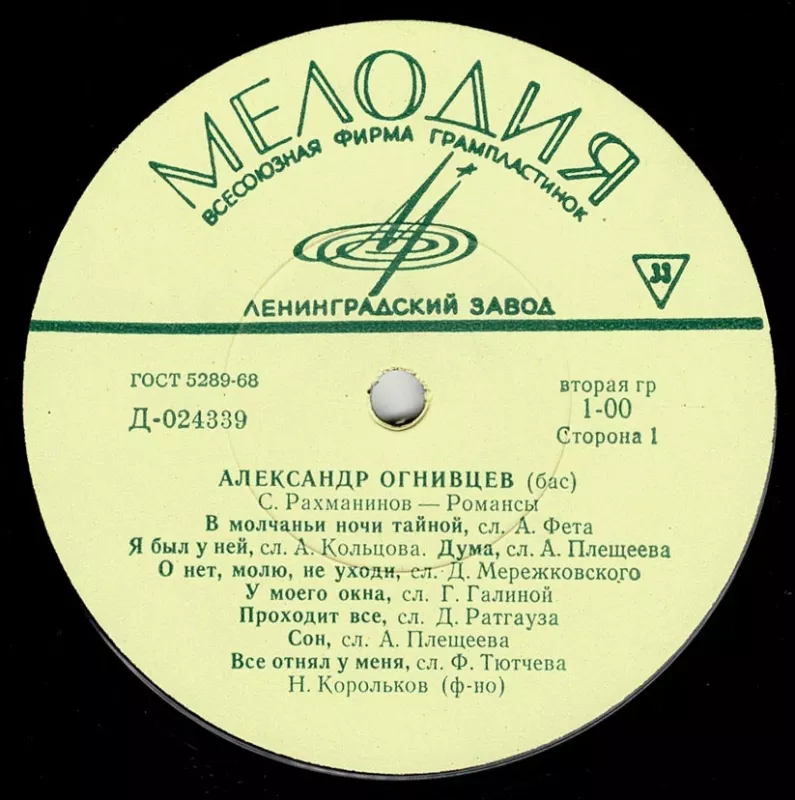 МЕЛОДИЯ
ВСЕСОЮЗНАЯ ФИРМА ГРАМПЛАСТИНОК
ЛЕНИНГРАДСКИЙ ЗАВОД
33
ГОСТ 5289-68
Д-024339
вторая гр
1-00
Сторона 1
АЛЕКСАНДР ОГНИВЦЕВ (бас)
С. Рахманинов — Романсы
В молчаньи ночи тайной, сл. А. Фета
Я был у ней, сл. А. Кольцова. Дума, сл. А. Плещеева
О нет, молю, не уходи, сл. Д. Мережковского
У моего окна, сл. Г. Галиной
Проходит все, сл. Д. Ратгауза
Сон, сл. А. Плещеева
Все отнял у меня, сл. Ф. Тютчева
Н. Корольков (ф-но)